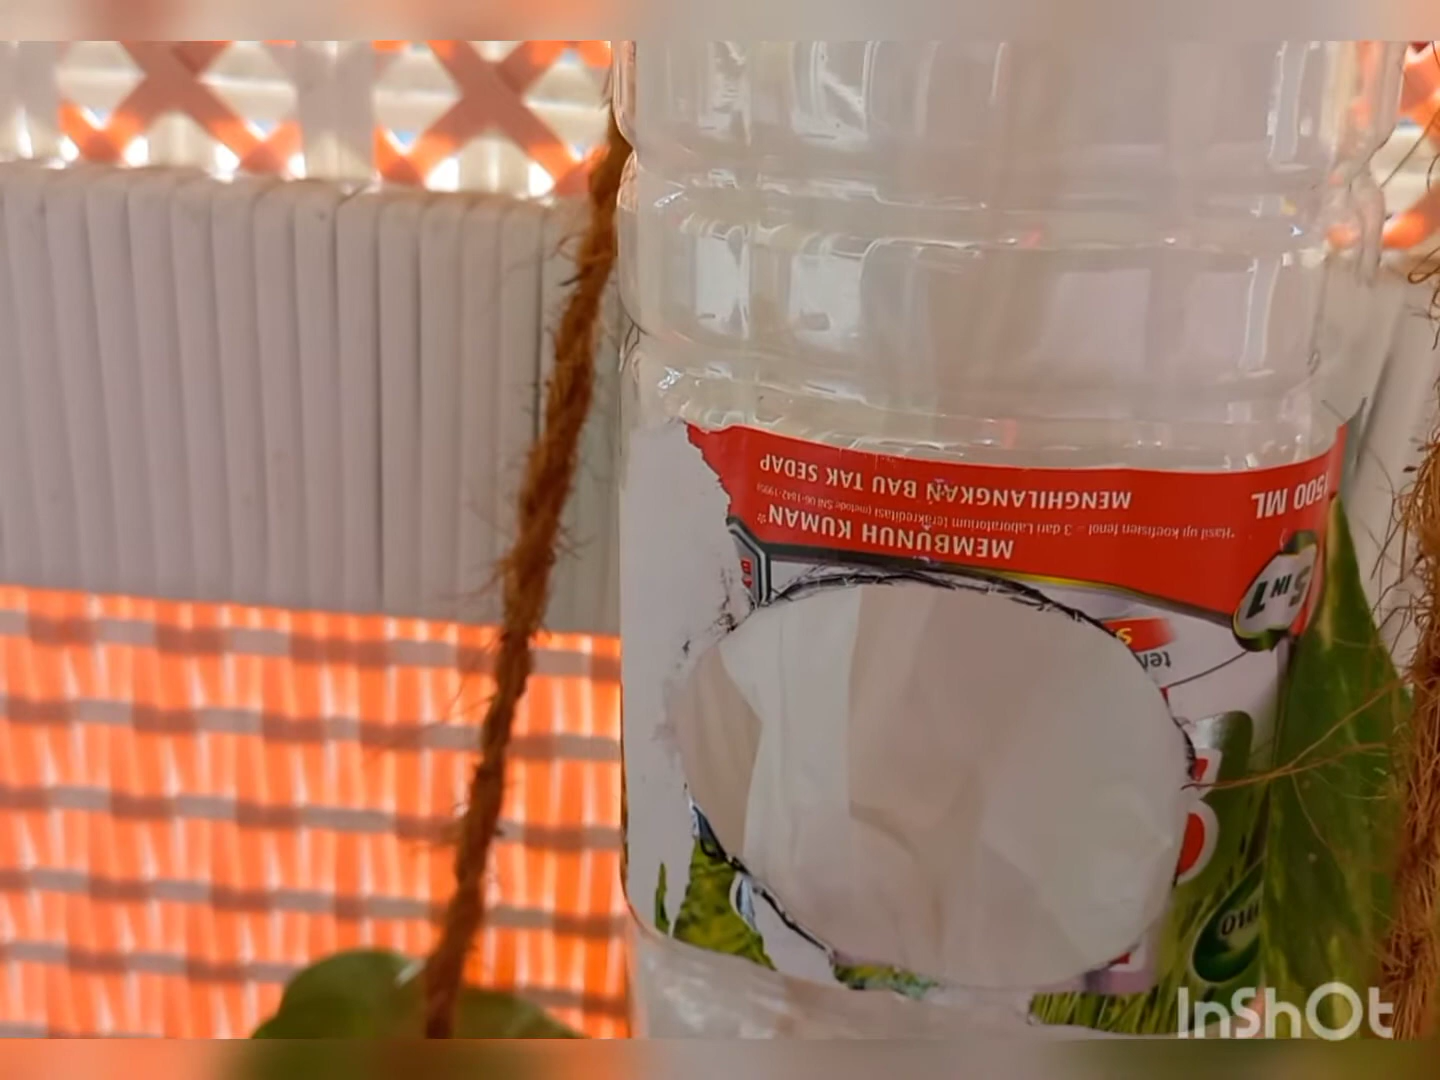 MENGHILANGKAN BAU TAK SEDAP
*Hasil uji koefisien fenol = 3 dari Laboratorium terakreditasi (metode SNI 06-1842-1995)
MEMBUNUH KUMAN*
500 ML
5 IN 1
InShOt